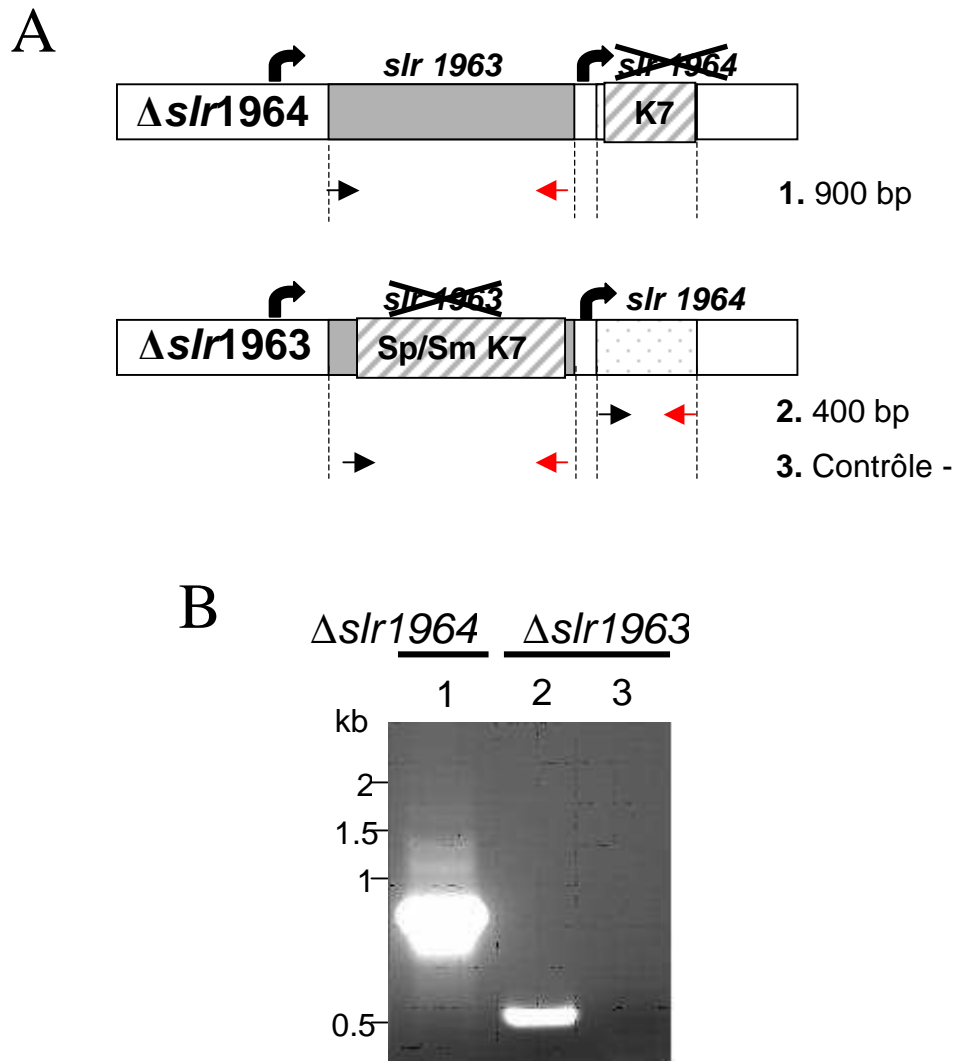 A
slr 1963
slr 1964
Δslr1964
K7
1. 900 bp
slr 1963
slr 1964
Δslr1963
Sp/Sm K7
2. 400 bp
3. Contrôle -
B
Δslr1964 Δslr1963
1 2 3
kb
2
1.5
1
0.5